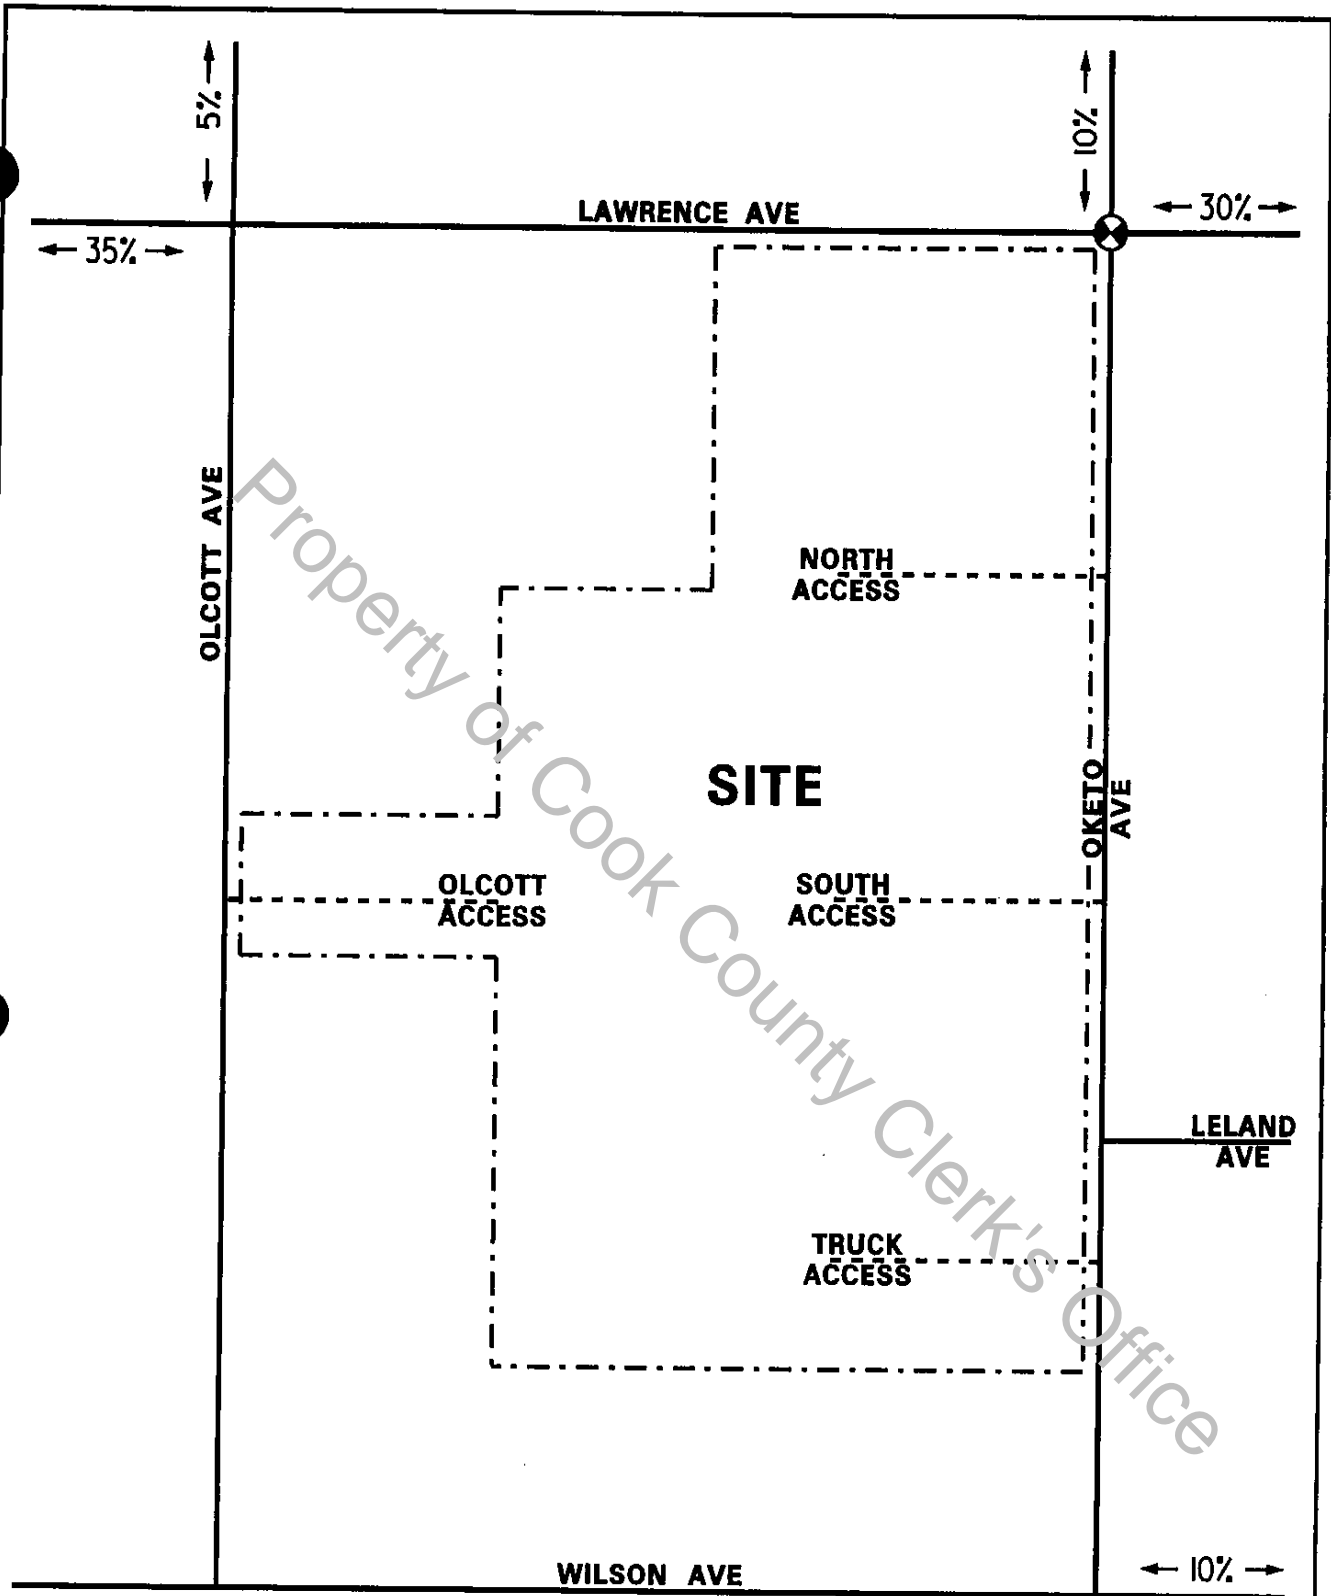 5%
10%
LAWRENCE AVE
30%
35%
OLCOTT AVE
NORTH
ACCESS
SITE
OKETO
AVE
OLCOTT
ACCESS
SOUTH
ACCESS
LELAND
AVE
TRUCK
ACCESS
WILSON AVE
10%
Property of Cook County Clerk's Office